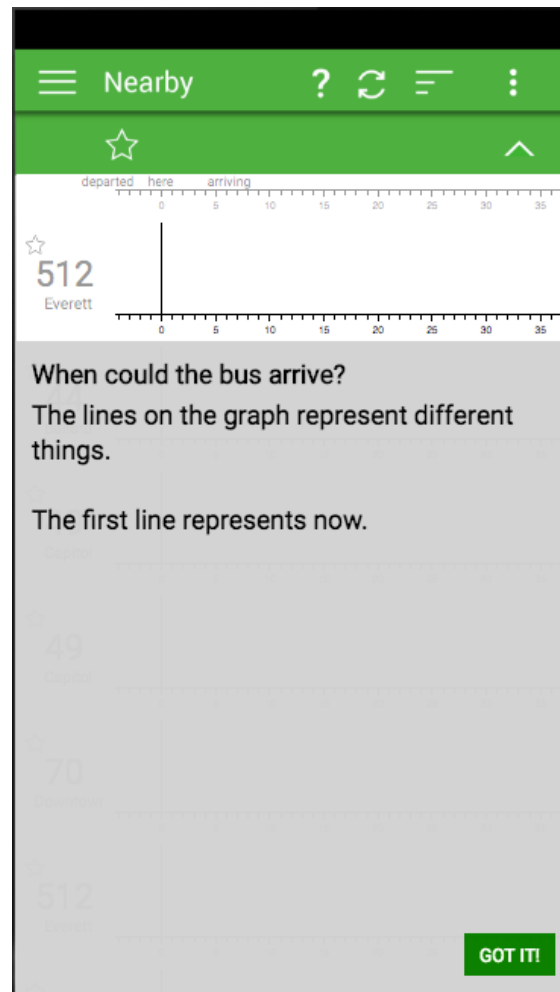 Nearby ?
departed here arriving
0 5 10 15 20 25 30 35
512
Everett
0 5 10 15 20 25 30 35
When could the bus arrive?
The lines on the graph represent different
things.
The first line represents now.
49
70
Downtown
512
Everett
GOT IT!